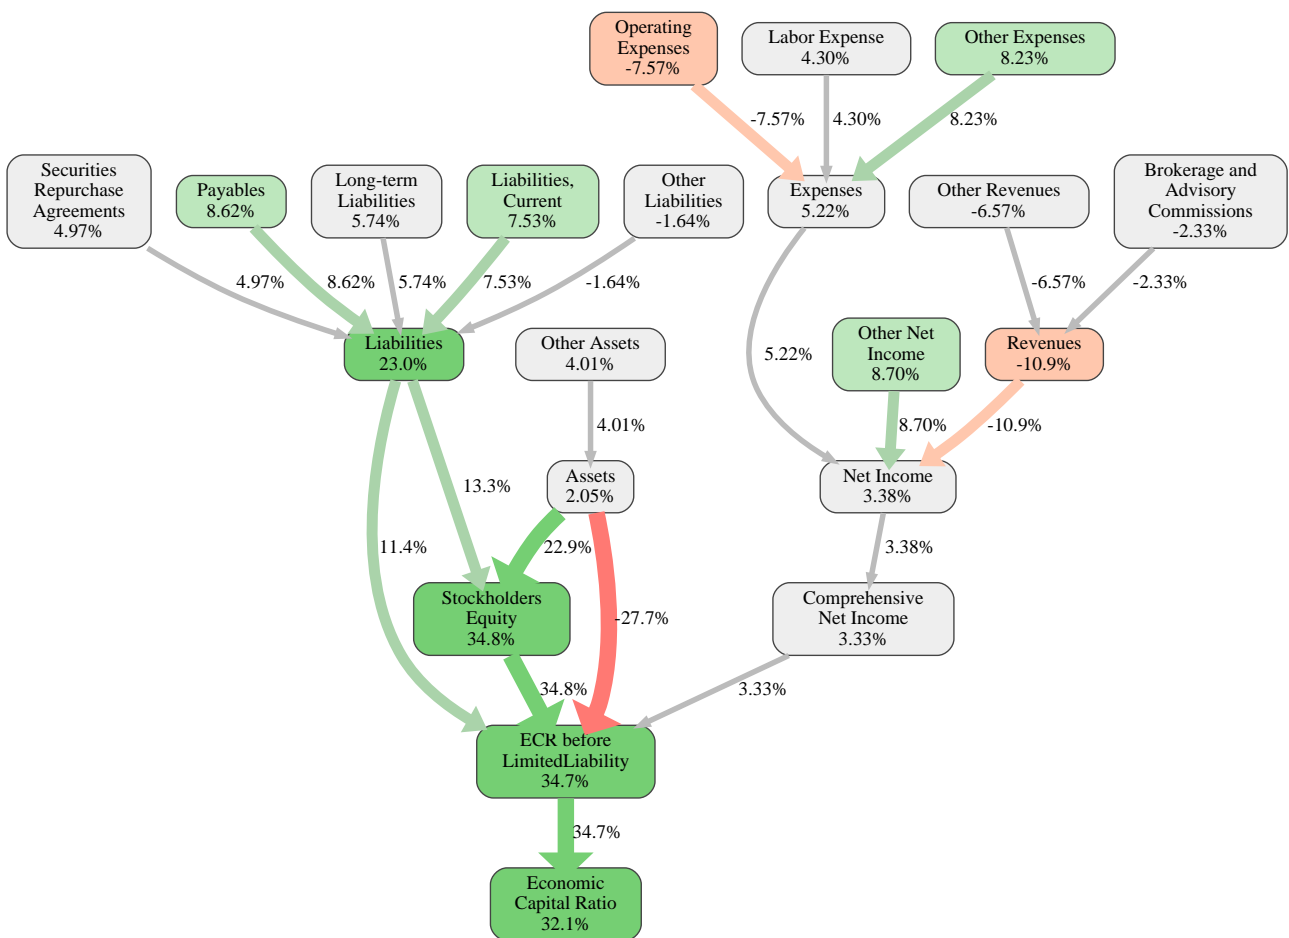 Operating
Expenses
-7.57%
Labor Expense
4.30%
Other Expenses
8.23%
-7.57%
4.30%
8.23%
Securities
Repurchase
Agreements
4.97%
Payables
8.62%
Long-term
Liabilities
5.74%
Liabilities,
Current
7.53%
Other
Liabilities
-1.64%
Expenses
5.22%
Other Revenues
-6.57%
Brokerage and
Advisory
Commissions
-2.33%
4.97%
8.62%
5.74%
7.53%
-1.64%
-6.57%
-2.33%
Liabilities
23.0%
Other Assets
4.01%
5.22%
Other Net
Income
8.70%
Revenues
-10.9%
4.01%
8.70%
-10.9%
13.3%
Assets
2.05%
Net Income
3.38%
11.4%
22.9%
3.38%
Stockholders
Equity
34.8%
-27.7%
Comprehensive
Net Income
3.33%
34.8%
3.33%
ECR before
LimitedLiability
34.7%
34.7%
Economic
Capital Ratio
32.1%